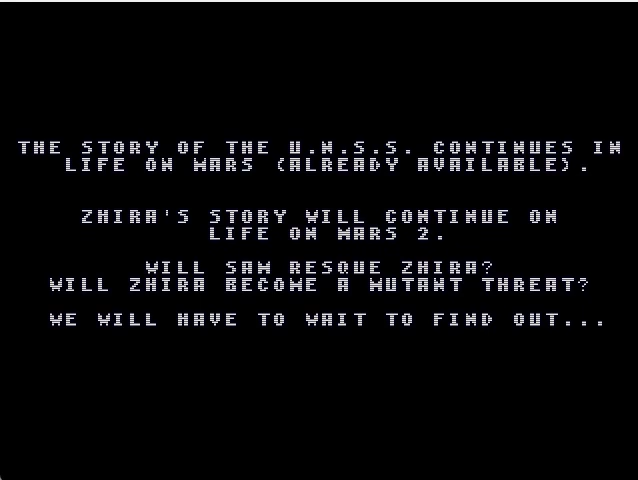 THE STORY OF THE U.N.S.S. CONTINUES IN
LIFE ON MARS (ALREADY AVAILABLE).
ZHIRA'S STORY WILL CONTINUE ON
LIFE ON MARS 2.
WILL SAM RESQUE ZHIRA?
WILL ZHIRA BECOME A MUTANT THREAT?
WE WILL HAVE TO WAIT TO FIND OUT...